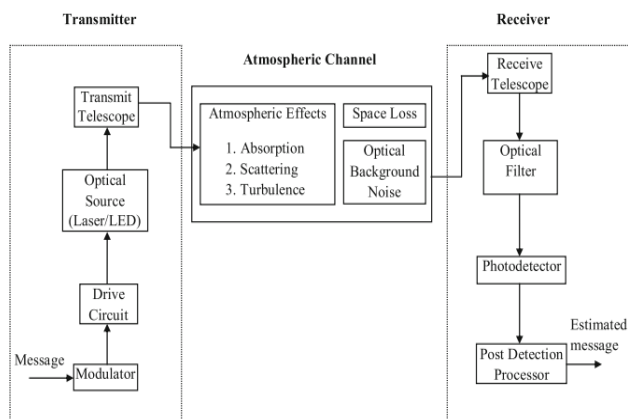 Transmitter
Transmit
Telescope
Optical
Source
(Laser/LED)
Drive
Circuit
Message
Modulator
Atmospheric Channel
Atmospheric Effects
1. Absorption
2. Scattering
3. Turbulence
Space Loss
Optical
Background
Noise
Receiver
Receive
Telescope
Optical
Filter
Photodetector
Post Detection
Processor
Estimated
message